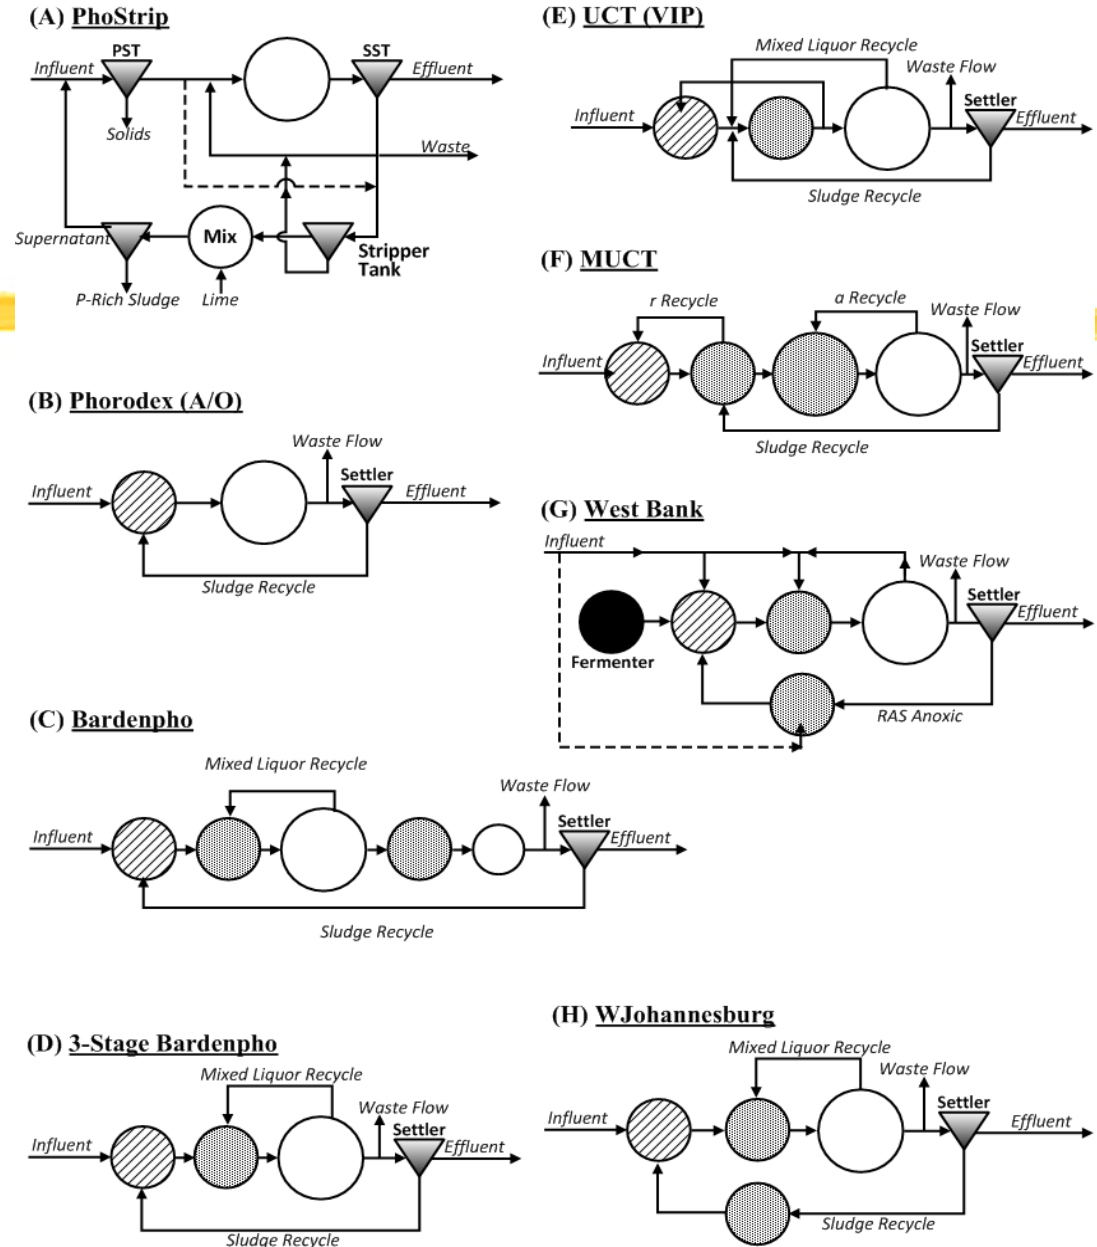 (A) PhoStrip
PST
SST
Influent
Effluent
Solids
Waste
Supernatant
Mix
Stripper
Tank
P-Rich Sludge
Lime
(B) Phorodex (A/O)
Waste Flow
Settler
Influent
Effluent
Sludge Recycle
(C) Bardenpho
Mixed Liquor Recycle
Waste Flow
Settler
Influent
Effluent
Sludge Recycle
(D) 3-Stage Bardenpho
Mixed Liquor Recycle
Waste Flow
Settler
Influent
Effluent
Sludge Recycle
(E) UCT (VIP)
Mixed Liquor Recycle
Waste Flow
Settler
Influent
Effluent
Sludge Recycle
(F) MUCT
r Recycle
a Recycle
Waste Flow
Settler
Influent
Effluent
Sludge Recycle
(G) West Bank
Influent
Waste Flow
Settler
Effluent
Fermenter
RAS Anoxic
(H) WJohannesburg
Mixed Liquor Recycle
Waste Flow
Settler
Influent
Effluent
Sludge Recycle